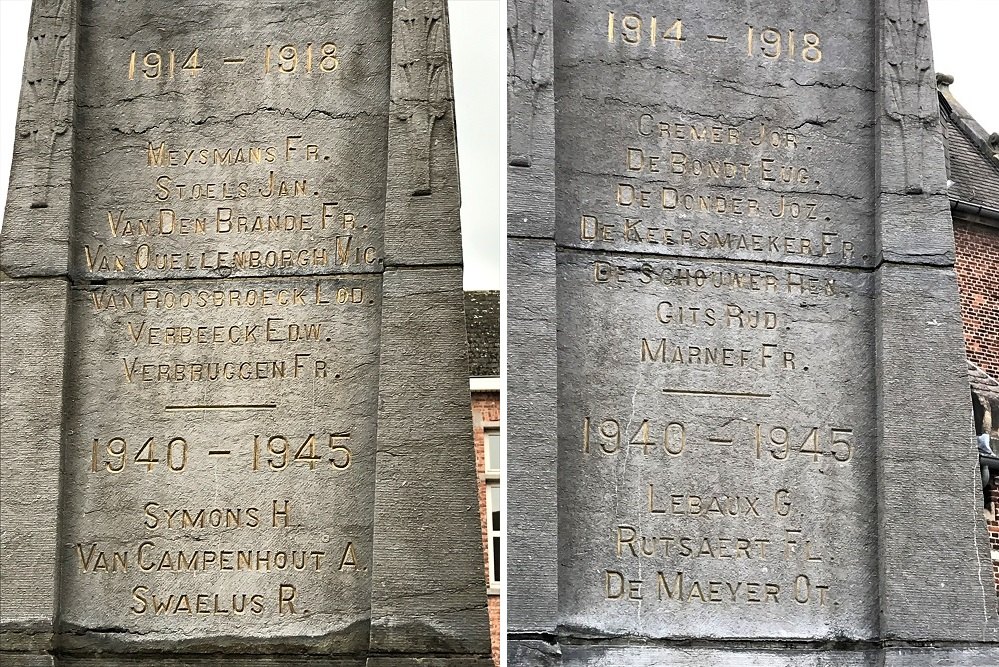 1914 - 1918
MEYSMANS FR.
STOELS JAN.
VAN DEN BRANDE FR.
VAN QUELLENBORGH VIC.
VAN ROOSBROECK LOD.
VERBEECK EDW.
VERBRUGGEN FR.
1940 - 1945
SYMONS H.
VAN CAMPENHOUT A.
SWAELUS R.
1914 - 1918
CREMER JOR.
DE BONDT EUG.
DE DONDER JOZ.
DE KEERSMAEKER FR.
DE SCHOUWER HEN.
GITS RUD.
MARNEF FR.
1940 - 1945
LEBAUX G.
RUTSAERT FL.
DE MAEYER OT.